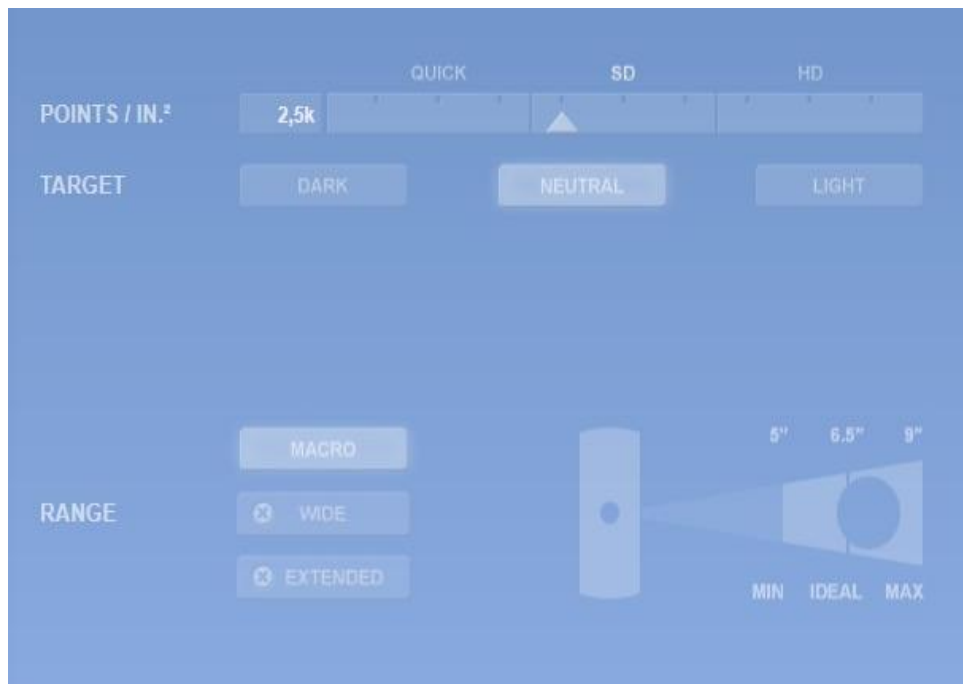 QUICK SD HD
POINTS / IN.² 2,5k
TARGET DARK NEUTRAL LIGHT
MACRO
5" 6.5" 9"
RANGE WIDE
EXTENDED
MIN IDEAL MAX